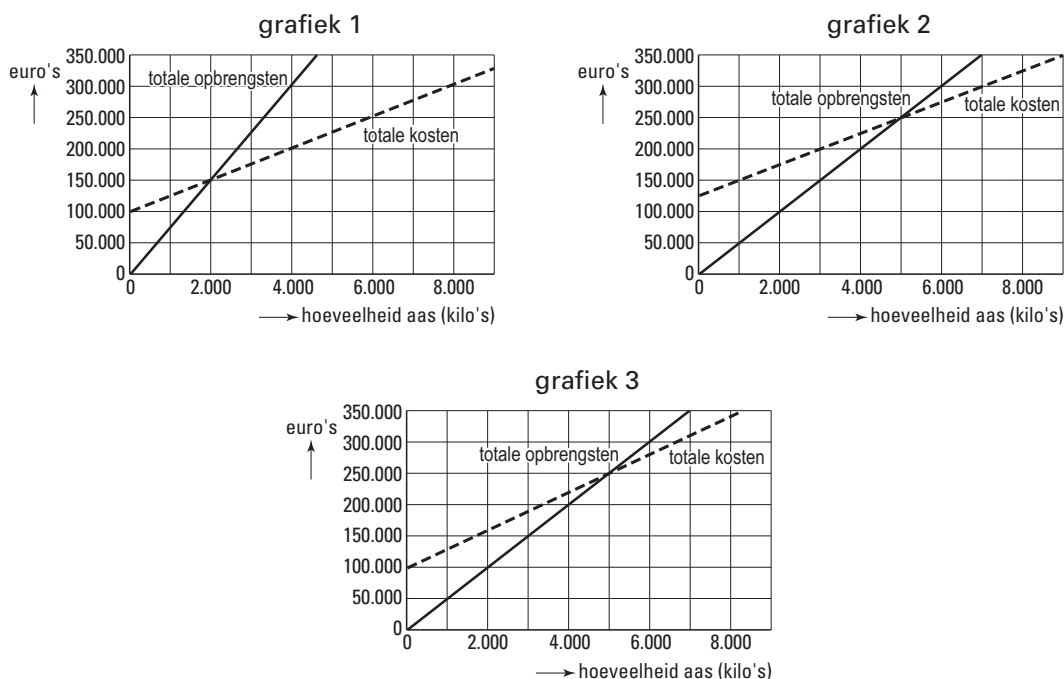 grafiek 1
euro's
350.000
300.000
250.000
200.000
150.000
100.000
50.000
0
totale opbrengsten
totale kosten
0 2.000 4.000 6.000 8.000
hoeveelheid aas (kilo's)
grafiek 2
euro's
350.000
300.000
250.000
200.000
150.000
100.000
50.000
0
totale opbrengsten
totale kosten
0 2.000 4.000 6.000 8.000
hoeveelheid aas (kilo's)
grafiek 3
euro's
350.000
300.000
250.000
200.000
150.000
100.000
50.000
0
totale opbrengsten
totale kosten
0 2.000 4.000 6.000 8.000
hoeveelheid aas (kilo's)